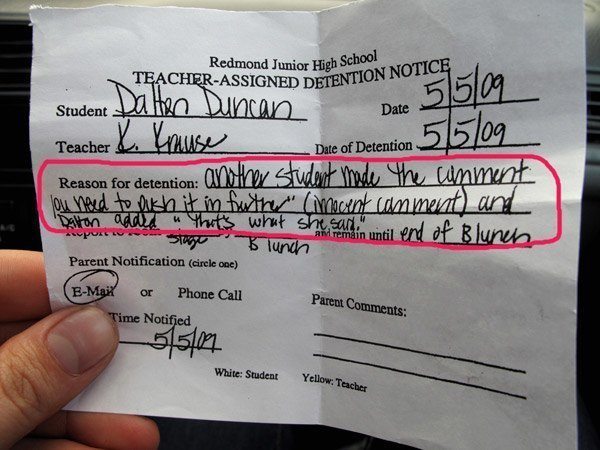 Redmond Junior High School
TEACHER-ASSIGNED DETENTION NOTICE
Student Dalton Duncan Date 5/5/09
Teacher K. Krause Date of Detention 5/5/09
Reason for detention: another student made the comment
"you need to push it in further" (innocent comment) and
Dalton added "that's what she said."
Report to room stage B lunch and remain until end of B lunch
Parent Notification (circle one)
E-Mail or Phone Call Parent Comments:
Time Notified
5/5/09
White: Student Yellow: Teacher